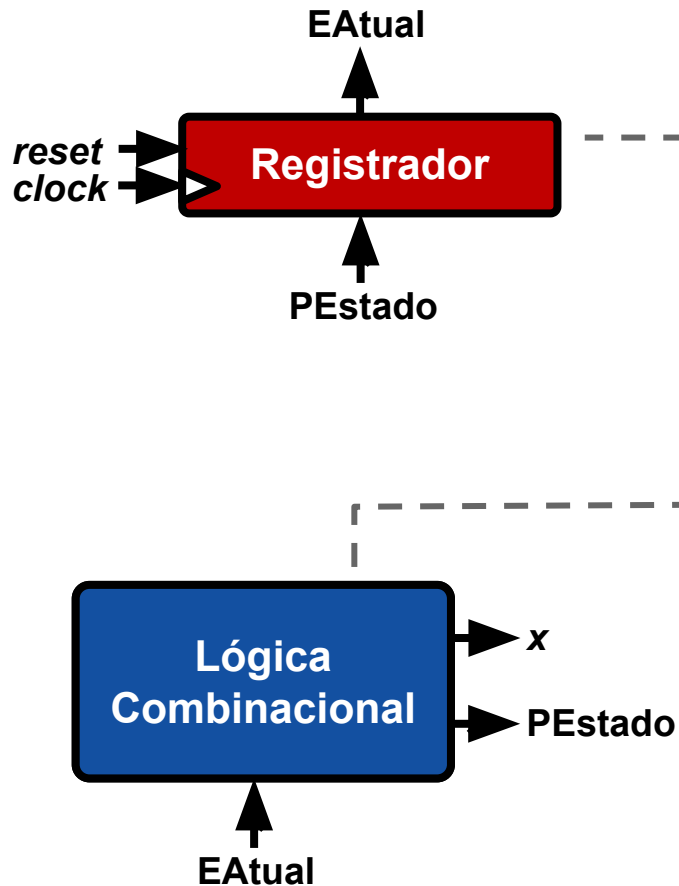 EAtual
reset
clock
Registrador
PEstado
Lógica
Combinacional
x
PEstado
EAtual